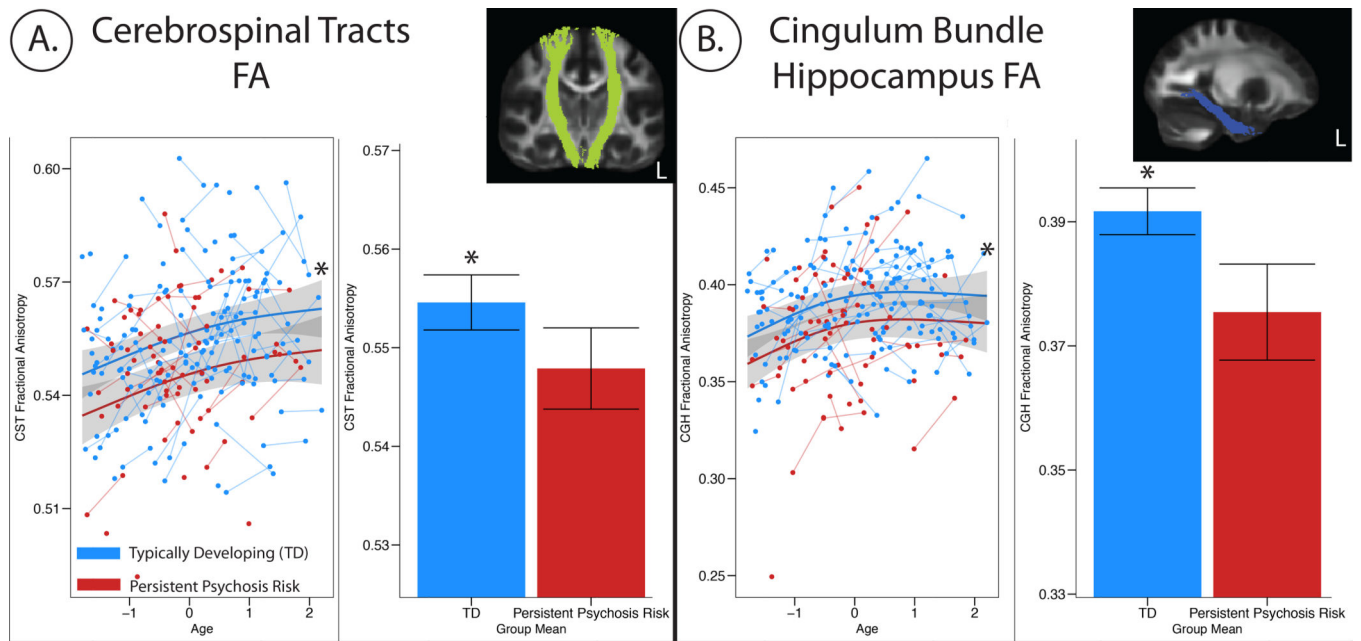 A.
Cerebrospinal Tracts
FA
L
CST Fractional Anisotropy
0.60
0.57
0.54
0.51
*
Typically Developing (TD)
Persistent Psychosis Risk
−1
0
1
2
Age
0.57
0.56
0.55
0.54
0.53
CST Fractional Anisotropy
*
TD
Persistent Psychosis Risk
Group Mean
B.
Cingulum Bundle
Hippocampus FA
L
CGH Fractional Anisotropy
0.45
0.40
0.35
0.30
0.25
*
−1
0
1
2
Age
CGH Fractional Anisotropy
0.39
0.37
0.35
0.33
*
TD
Persistent Psychosis Risk
Group Mean